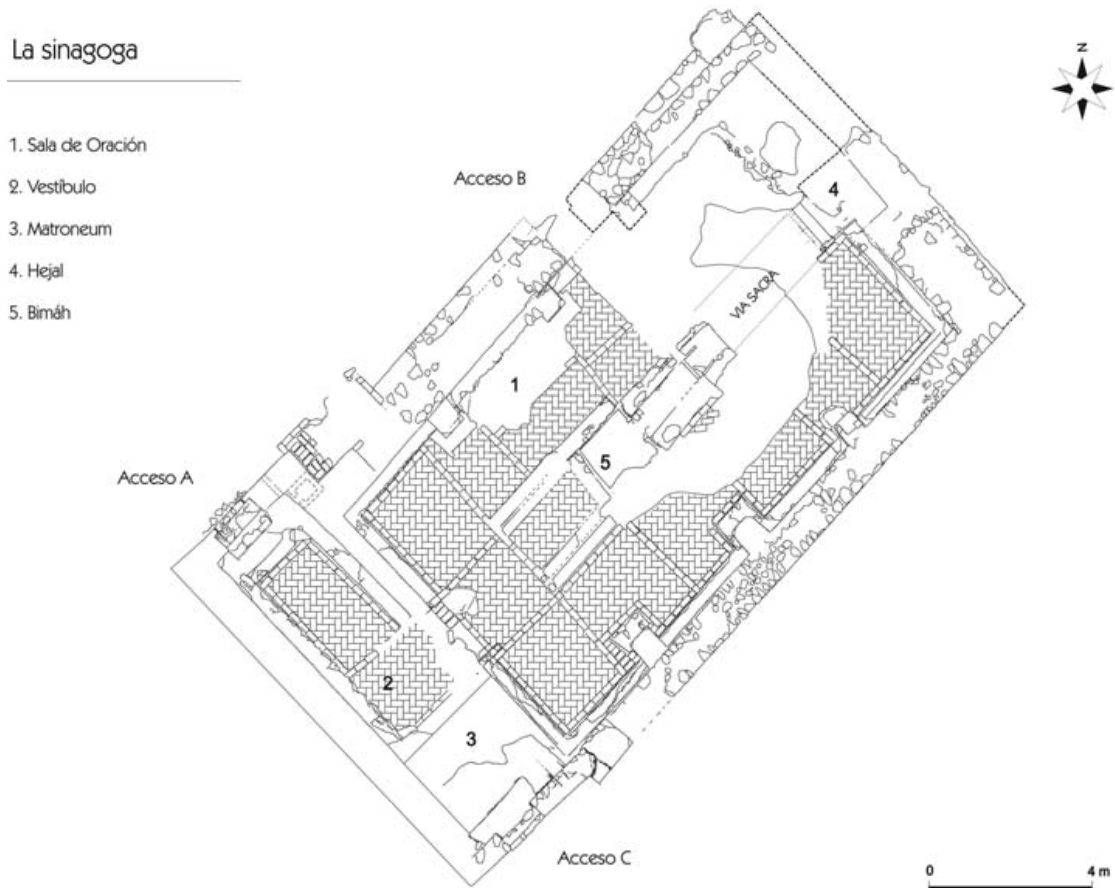 La sinagoga
1. Sala de Oración
2. Vestíbulo
3. Matroneum
4. Hejal
5. Bimáh
N
Acceso B
4
VIA SACRA
1
5
Acceso A
2
3
Acceso C
0 4 m